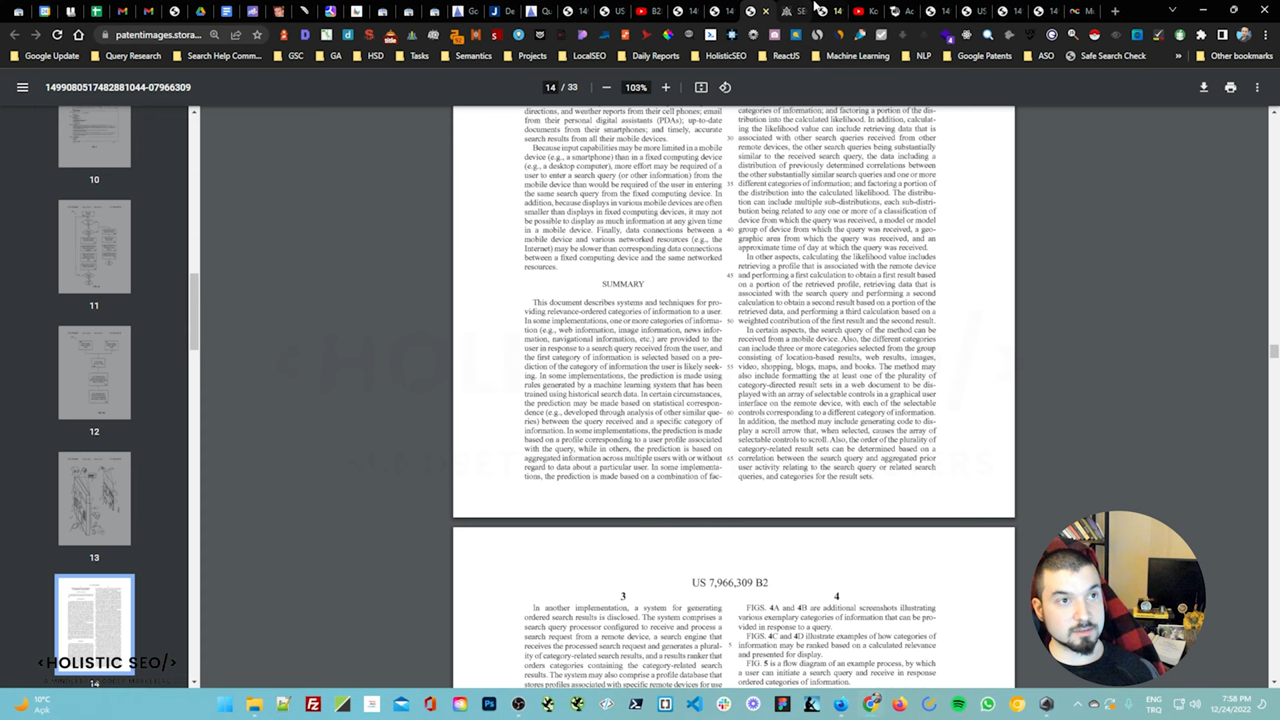 patentimages.stora...
Google Update
Query Research
Search Help Comm...
GSC
GA
HSD
Tasks
Semantics
Projects
LocalSEO
Daily Reports
HolisticSEO
ReactJS
Machine Learning
NLP
Holistic Patents
ASO
Safe Search Check
Other bookmarks
14 / 33
103%
10
11
12
13
directions, and weather reports from their cell phones; email
from their personal digital assistants (PDAs); up-to-date
documents from their smartphones; and timely, accurate
search results from all their mobile devices.
Because input capabilities may be more limited in a mobile
device (e.g., a smartphone) than in a fixed computing device
(e.g., a desktop computer), more effort may be required of a
user to enter a search query (or other information) from the
mobile device than would be required of the user in entering
the same search query from the fixed computing device. In
addition, because displays in various mobile devices are often
smaller than displays in fixed computing devices, it may not
be possible to display as much information at any given time
in a mobile device. Finally, data connections between a
mobile device and various networked resources (e.g., the
Internet) may be slower than corresponding data connections
between a fixed computing device and the same networked
resources.
SUMMARY
This document describes systems and techniques for pro-
viding relevance-ordered categories of information to a user.
In some implementations, one or more categories of informa-
tion (e.g., web information, image information, news infor-
mation, navigational information, etc.) are provided to the
user in response to a search query received from the user, and
the first category of information is selected based on a pre-
diction of the category of information the user is likely seek-
ing. In some implementations, the prediction is made using
rules generated by a machine learning system that has been
trained using historical search data. In certain circumstances,
the prediction may be made based on statistical correspon-
dence (e.g., developed through analysis of other similar que-
ries) between the query received and a specific category of
information. In some implementations, the prediction is made
based on a profile corresponding to a user profile associated
with the query, while in others, the prediction is based on
aggregated information across multiple users with or without
regard to data about a particular user. In some implementa-
tions, the prediction is made based on a combination of fac-
30
35
40
45
50
55
60
65
categories of information; and factoring a portion of the dis-
tribution into the calculated likelihood. In addition, calculat-
ing the likelihood value can include retrieving data that is
associated with other search queries received from other
remote devices, the other search queries being substantially
similar to the received search query, the data including a
distribution of previously determined correlations between
the other substantially similar search queries and one or more
different categories of information; and factoring a portion of
the distribution into the calculated likelihood. The distribu-
tion can include multiple sub-distributions, each sub-distri-
bution being related to any one or more of a classification of
device from which the query was received, a model or model
group of device from which the query was received, a geo-
graphic area from which the query was received, and an
approximate time of day at which the query was received.
In other aspects, calculating the likelihood value includes
retrieving a profile that is associated with the remote device
and performing a first calculation to obtain a first result based
on a portion of the retrieved profile, retrieving data that is
associated with the search query and performing a second
calculation to obtain a second result based on a portion of the
retrieved data, and performing a third calculation based on a
weighted contribution of the first result and the second result.
In certain aspects, the search query of the method can be
received from a mobile device. Also, the different categories
can include three or more categories selected from the group
consisting of location-based results, web results, images,
video, shopping, blogs, maps, and books. The method may
also include formatting the at least one of the plurality of
category-directed result sets in a web document to be dis-
played with an array of selectable controls in a graphical user
interface on the remote device, with each of the selectable
controls corresponding to a different category of information.
In addition, the method may include generating code to dis-
play a scroll arrow that, when selected, causes the array of
selectable controls to scroll. Also, the order of the plurality of
category-related result sets can be determined based on a
correlation between the search query and aggregated prior
user activity relating to the search query or related search
queries, and categories for the result sets.
US 7,966,309 B2
3
4
In another implementation, a system for generating
ordered search results is disclosed. The system comprises a
search query processor configured to receive and process a
search request from a remote device, a search engine that
receives the processed search request and generates a plural-
ity of category-related search results, and a results ranker that
orders categories containing the category-related search
results. The system may also comprise a profile database that
stores profiles associated with specific remote devices for use
5
FIGS. 4A and 4B are additional screenshots illustrating
various exemplary categories of information that can be pro-
vided in response to a query.
FIGS. 4C and 4D illustrate examples of how categories of
information may be ranked based on calculated relevance
and presented for display.
FIG. 5 is a flow diagram of an example process, by which
a user can initiate a search query and receive in response
ordered categories of information.
<HOLISTIC SEO/>
10°C
ENG
TRQ
7:58 PM
12/24/2022